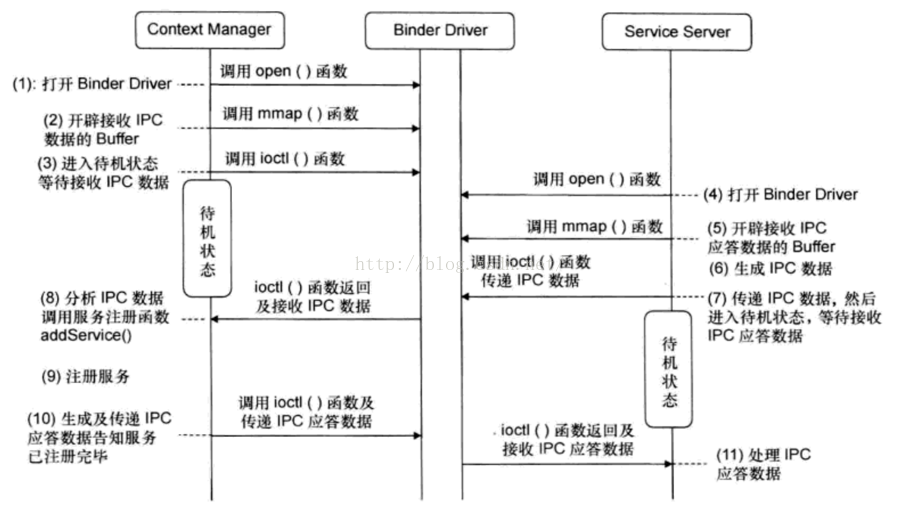 Context Manager
Binder Driver
Service Server
(1): 打开 Binder Driver
调用 open ( ) 函数
(2) 开辟接收 IPC
数据的 Buffer
调用 mmap ( ) 函数
(3) 进入待机状态
等待接收 IPC 数据
调用 ioctl ( ) 函数
待机状态
调用 open ( ) 函数
(4) 打开 Binder Driver
调用 mmap ( ) 函数
(5) 开辟接收 IPC
应答数据的 Buffer
(6) 生成 IPC 数据
调用 ioctl ( ) 函数
传递 IPC 数据
(7) 传递 IPC 数据，然后
进入待机状态，等待接收
IPC 应答数据
待机状态
http://blog.
(8) 分析 IPC 数据
调用服务注册函数
addService()
ioctl ( ) 函数返回
及接收 IPC 数据
(9) 注册服务
(10) 生成及传递 IPC
应答数据告知服务
已注册完毕
调用 ioctl ( ) 函数及
传递 IPC 应答数据
ioctl ( ) 函数返回及
接收 IPC 应答数据
(11) 处理 IPC
应答数据